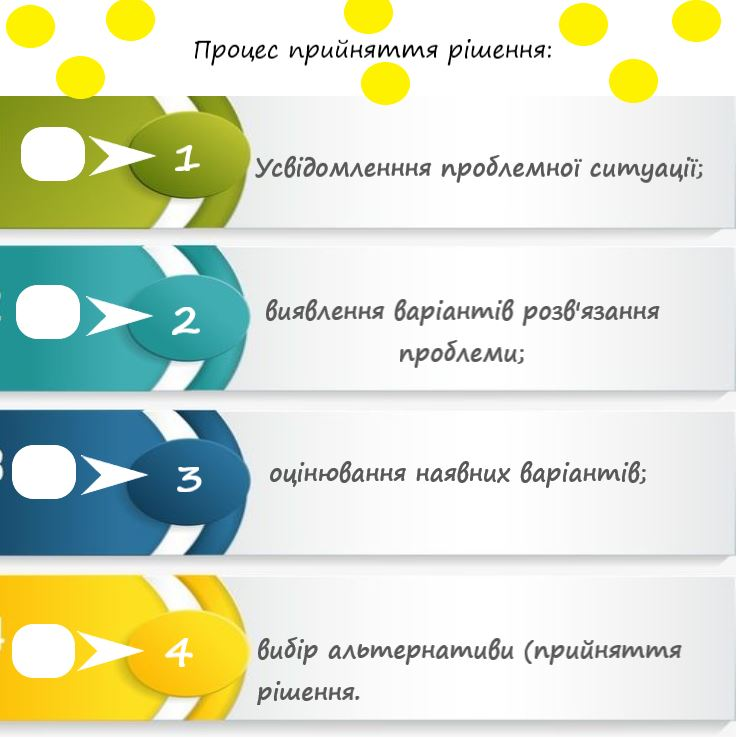 Процес прийняття рішення:
1
Усвідомленння проблемної ситуації;
2
виявлення варіантів розв'язання
проблеми;
3
оцінювання наявних варіантів;
4
вибір альтернативи (прийняття
рішення.